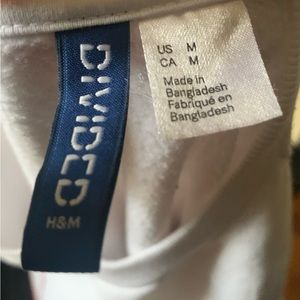 DIVIDED
H&M
US M
CA M
Made in
Bangladesh
Fabriqué en
Bangladesh